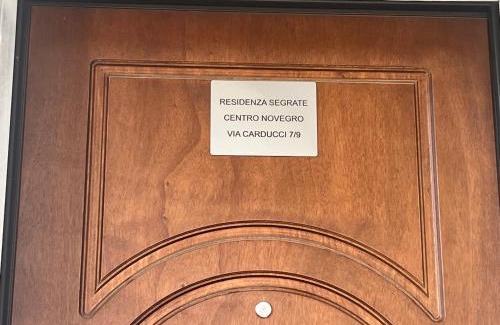 RESIDENZA SEGRATE
CENTRO NOVEGRO
VIA CARDUCCI 7/9